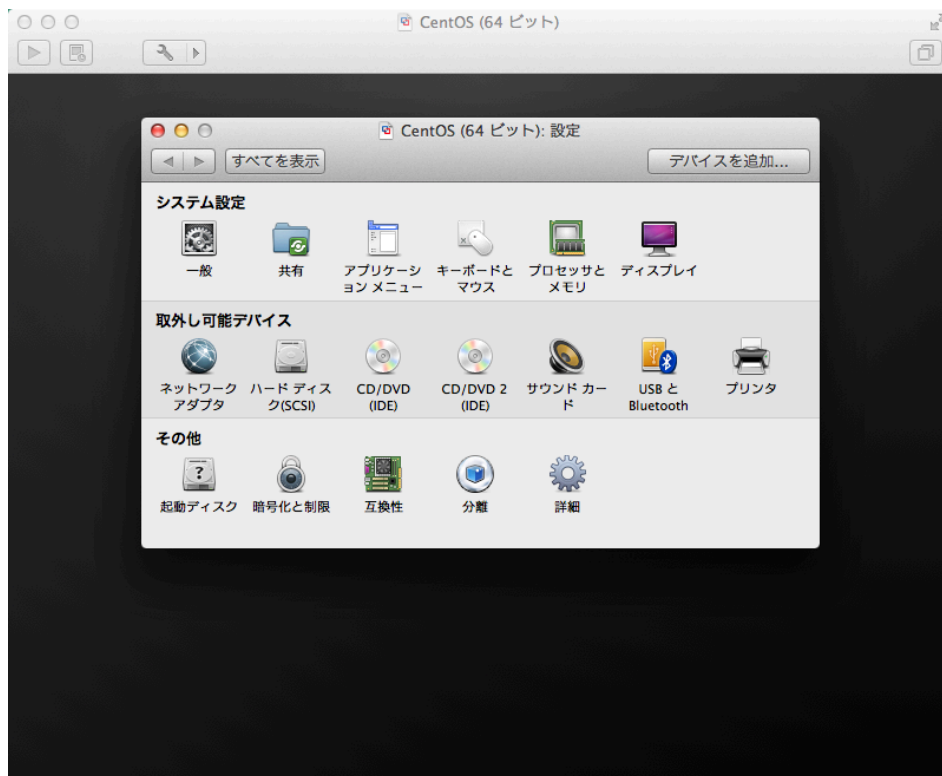 CentOS (64 ビット)
CentOS (64 ビット): 設定
すべてを表示
デバイスを追加...
システム設定
一般
共有
アプリケーシ
ョン メニュー
キーボードと
マウス
プロセッサと
メモリ
ディスプレイ
取外し可能デバイス
ネットワーク
アダプタ
ハード ディス
ク(SCSI)
CD/DVD
(IDE)
CD/DVD 2
(IDE)
サウンド カー
ド
USB と
Bluetooth
プリンタ
その他
起動ディスク
暗号化と制限
互換性
分離
詳細